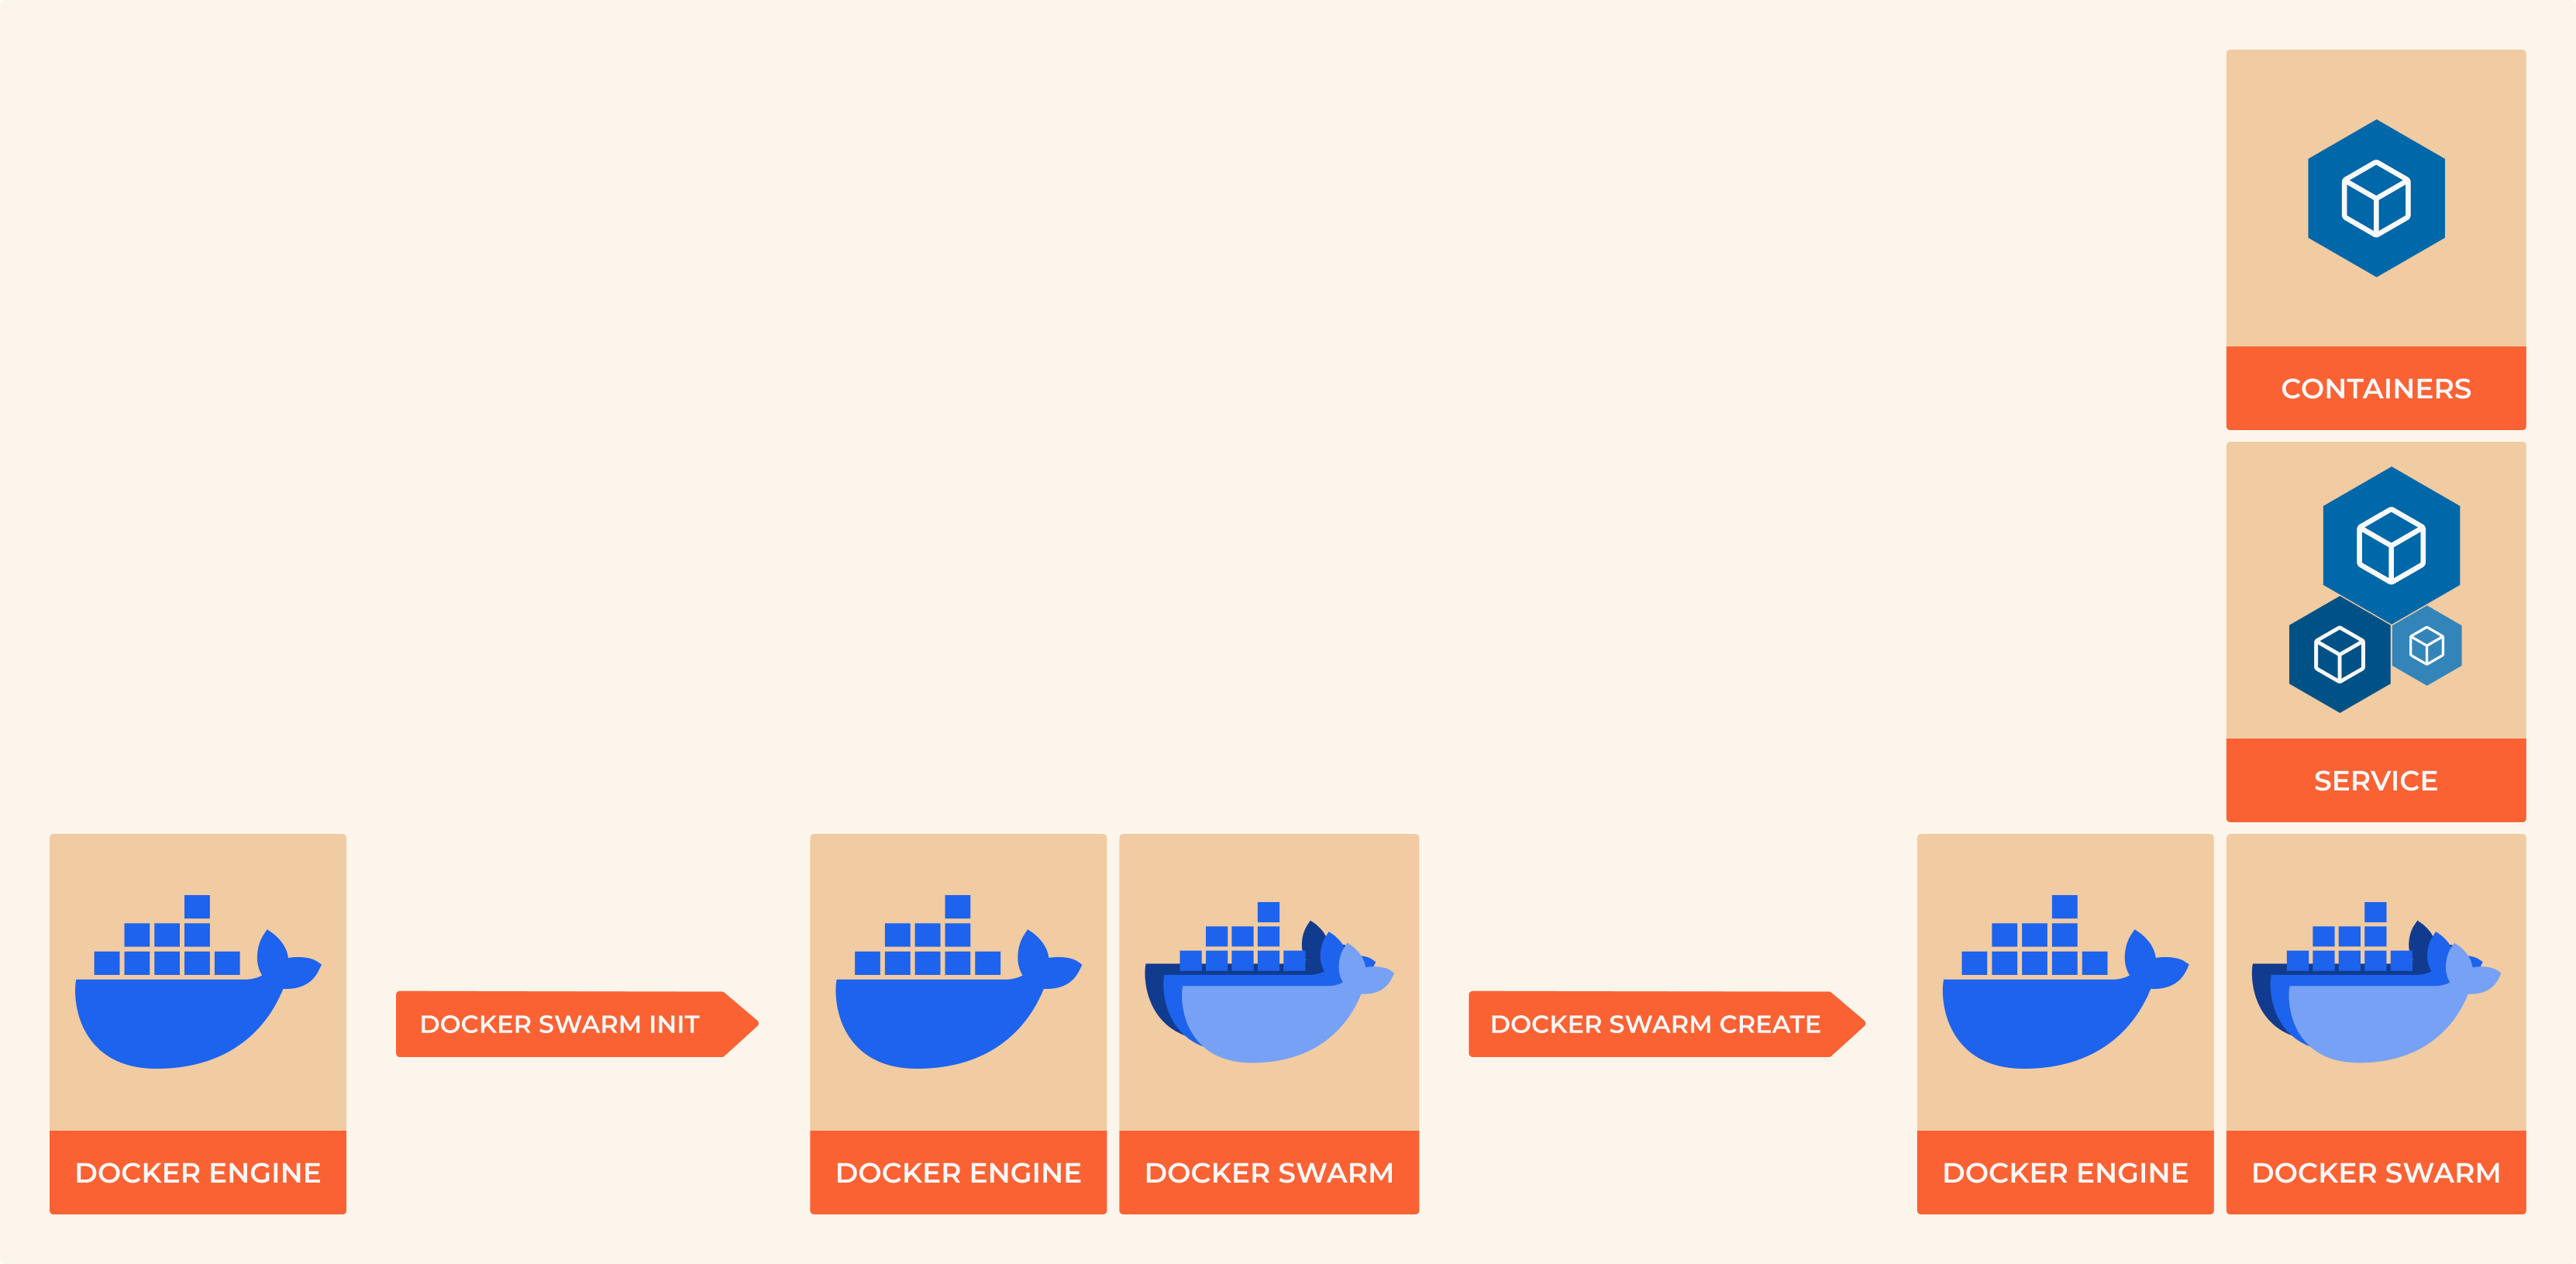 CONTAINERS
SERVICE
DOCKER ENGINE
DOCKER SWARM INIT
DOCKER ENGINE
DOCKER SWARM
DOCKER SWARM CREATE
DOCKER ENGINE
DOCKER SWARM